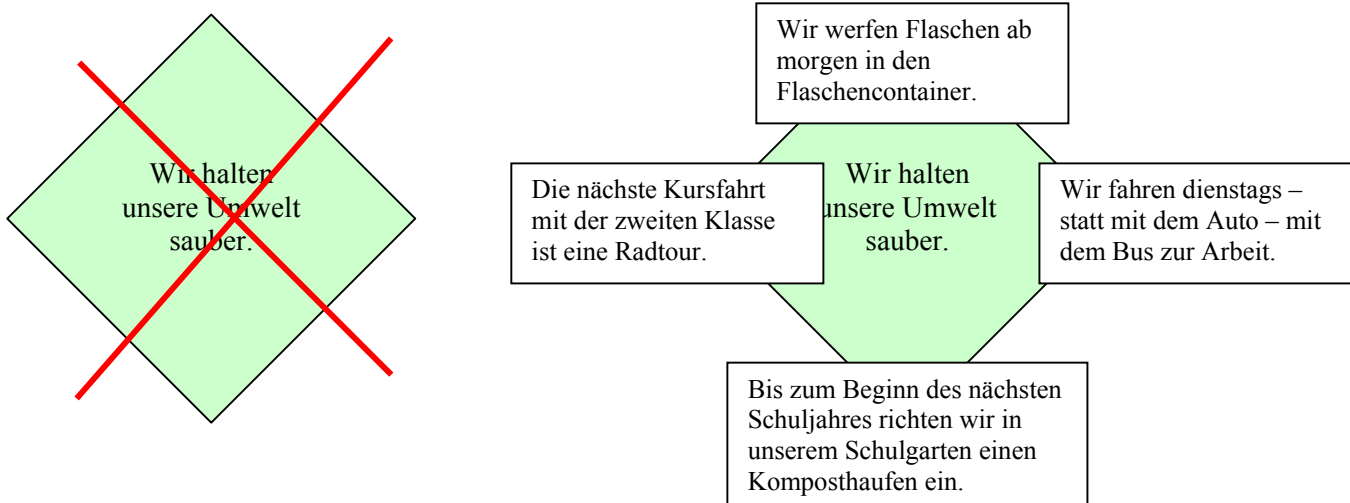 Wir halten
unsere Umwelt
sauber.
Wir werfen Flaschen ab
morgen in den
Flaschencontainer.
Die nächste Kursfahrt
mit der zweiten Klasse
ist eine Radtour.
Wir halten
unsere Umwelt
sauber.
Wir fahren dienstags –
statt mit dem Auto – mit
dem Bus zur Arbeit.
Bis zum Beginn des nächsten
Schuljahres richten wir in
unserem Schulgarten einen
Komposthaufen ein.